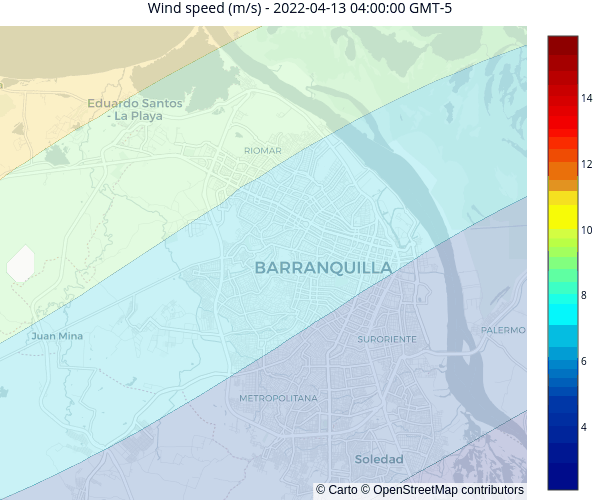 Wind speed (m/s) - 2022-04-13 04:00:00 GMT-5
Eduardo Santos
- La Playa
RIOMAR
BARRANQUILLA
Juan Mina
SURORIENTE
PALERMO
METROPOLITANA
Soledad
© Carto © OpenStreetMap contributors
14
12
10
8
6
4